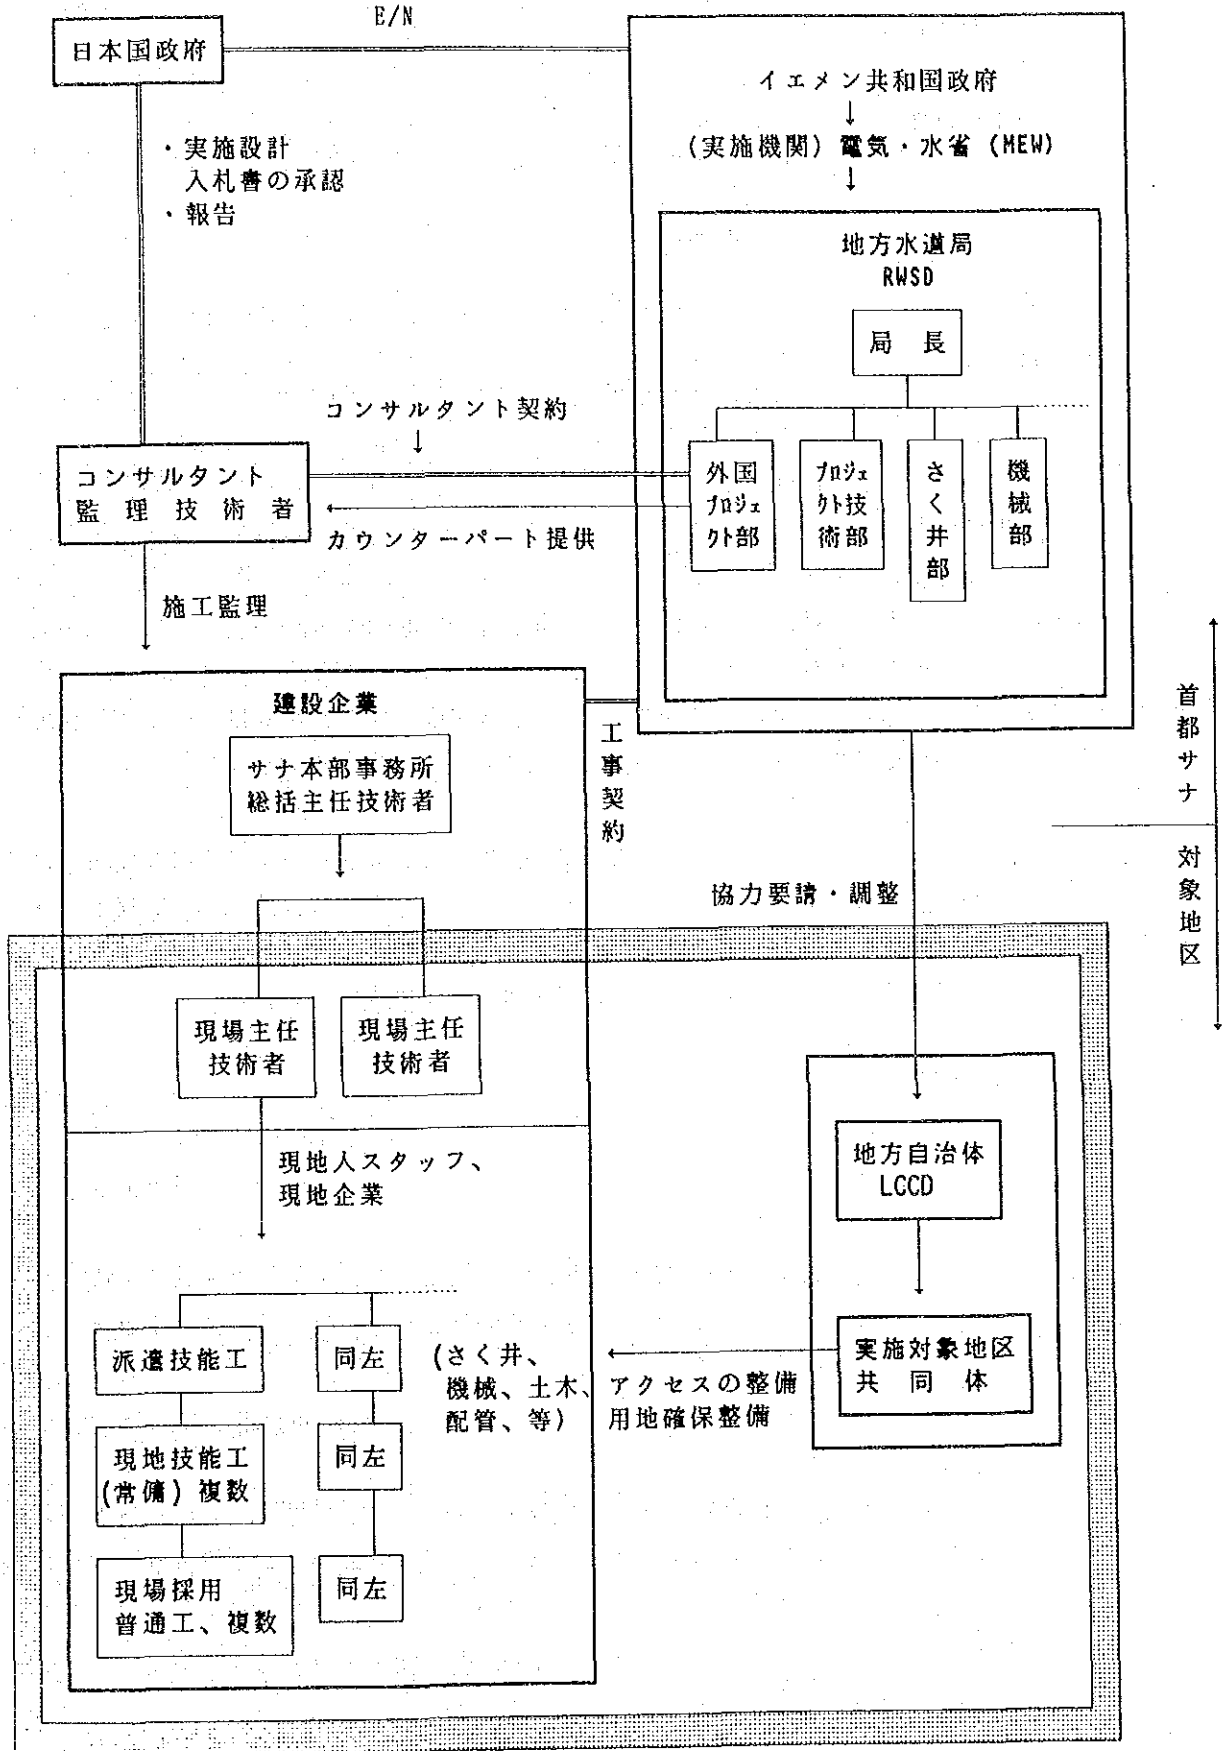 E/N
日本国政府
イエメン共和国政府
(実施機関) 電気・水省 (MEW)
・実施設計
入札書の承認
・報告
地方水道局
RWSD
局 長
コンサルタント契約
コンサルタント
監 理 技 術 者
外国
プロジェ
クト部
プロジェ
クト技
術部
さ
く
井
部
機
械
部
カウンターパート提供
施工監理
建設企業
サナ本部事務所
総括主任技術者
工
事
契
約
首
都
サ
ナ
対
象
地
区
協力要請・調整
現場主任
技術者
現場主任
技術者
現地人スタッフ、
現地企業
地方自治体
LCCD
派遣技能工
同左
(さく井、
機械、土木、
配管、等)
アクセスの整備
用地確保整備
実施対象地区
共 同 体
現地技能工
(常傭) 複数
同左
現場採用
普通工、複数
同左